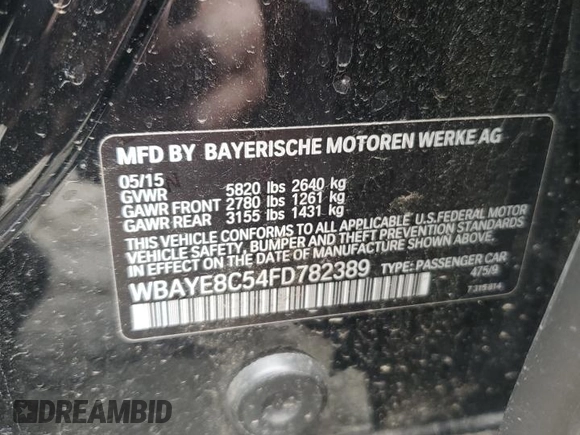 MFD BY BAYERISCHE MOTOREN WERKE AG
05/15
GVWR 5820 lbs 2640 kg
GAWR FRONT 2780 lbs 1261 kg
GAWR REAR 3155 lbs 1431 kg
THIS VEHICLE CONFORMS TO ALL APPLICABLE U.S.FEDERAL MOTOR
VEHICLE SAFETY, BUMPER AND THEFT PREVENTION STANDARDS
IN EFFECT ON THE DATE OF MANUFACTURE SHOWN ABOVE.
WBAYE8C54FD782389 TYPE: PASSENGER CAR
475/9
DREAMBID